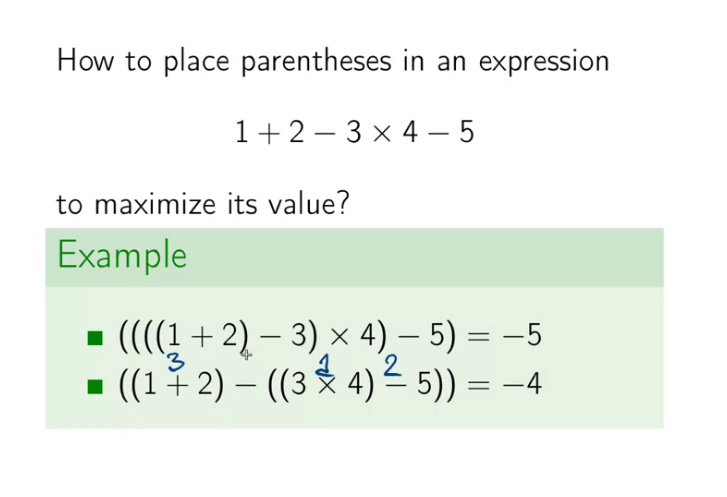 How to place parentheses in an expression
1 + 2 − 3 × 4 − 5
to maximize its value?
Example
■ ((((1 + 2) − 3) × 4) − 5) = −5
3 1 2
■ ((1 + 2) − ((3 × 4) − 5)) = −4